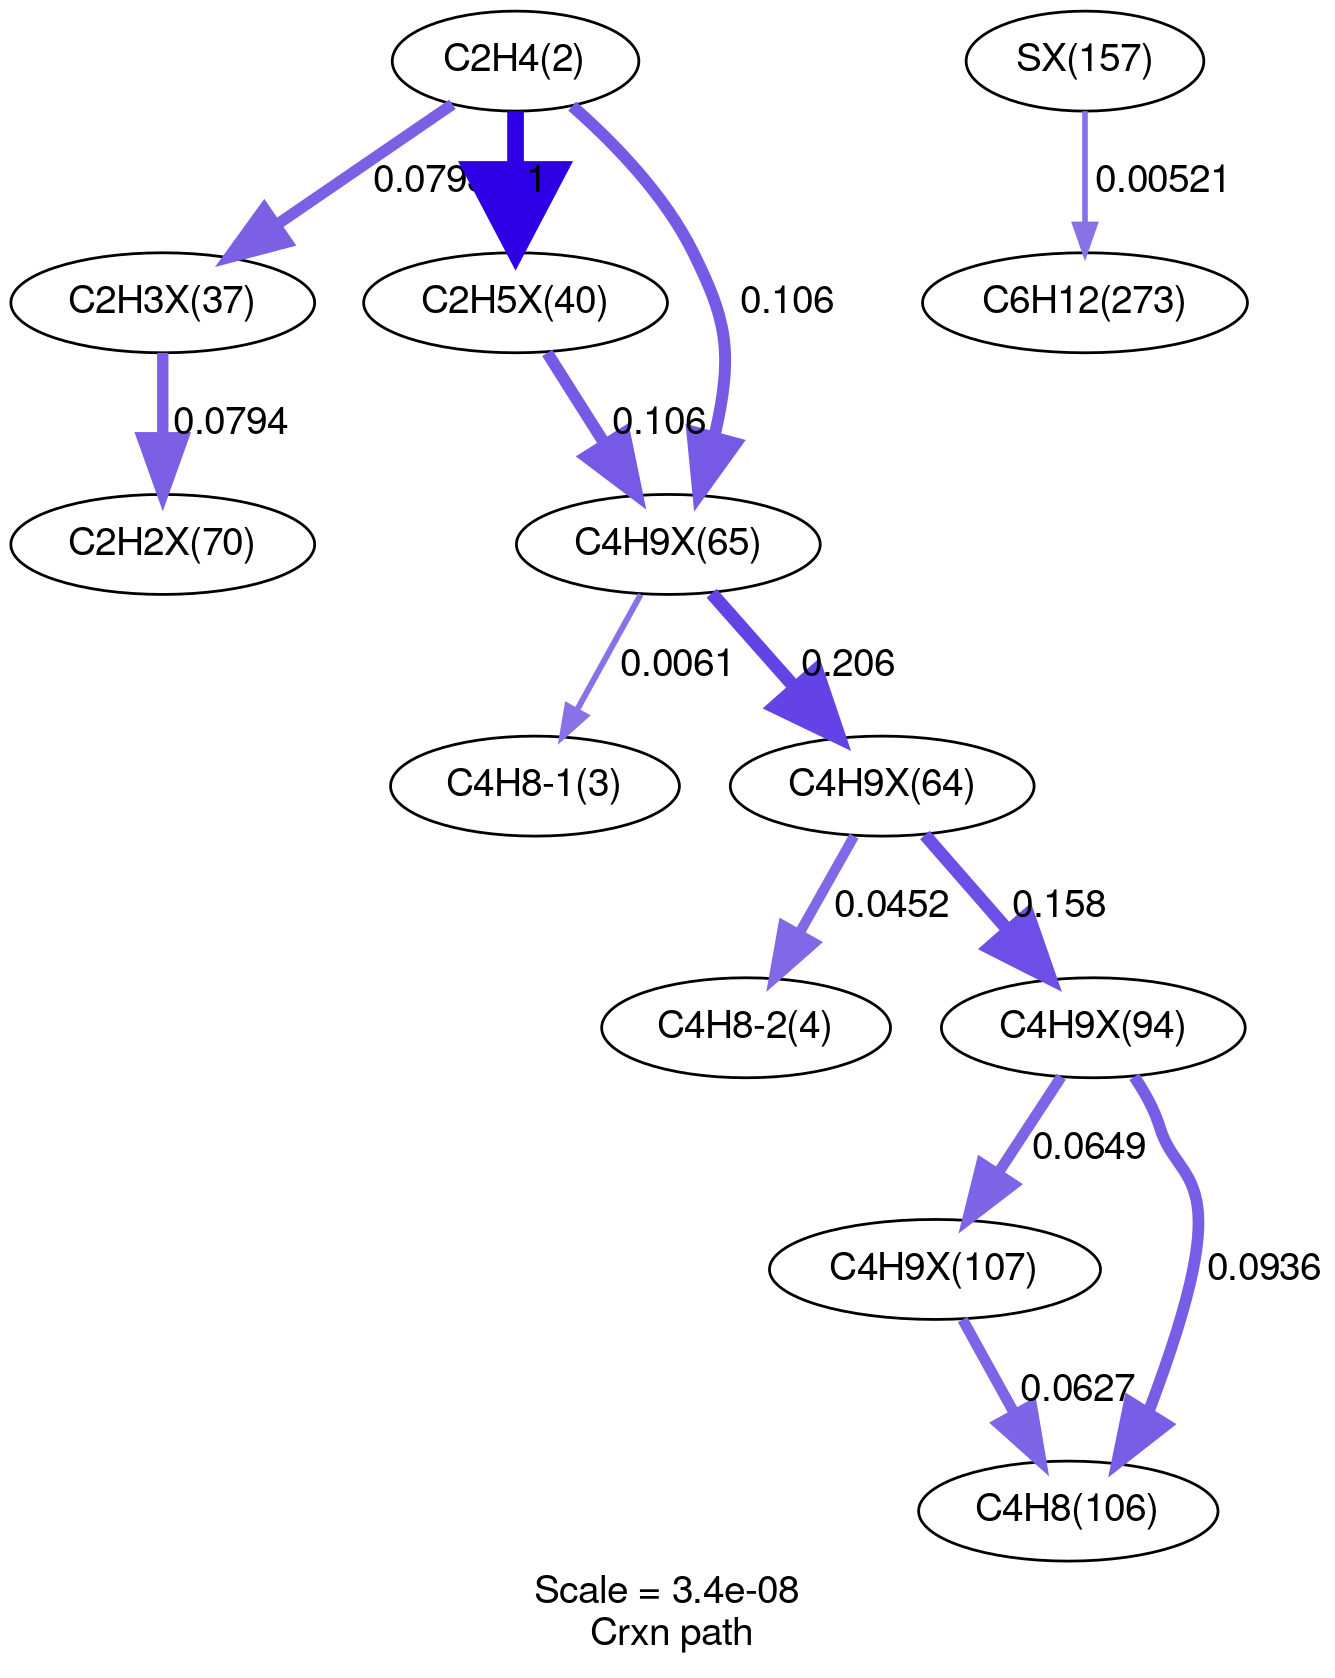 C2H4(2)
SX(157)
1
0.00521
C2H3X(37)
C2H5X(40)
0.106
C6H12(273)
0.0794
0.106
C2H2X(70)
C4H9X(65)
0.0061
0.206
C4H8-1(3)
C4H9X(64)
0.0452
0.158
C4H8-2(4)
C4H9X(94)
0.0649
C4H9X(107)
0.0936
0.0627
C4H8(106)
Scale = 3.4e-08
Crxn path